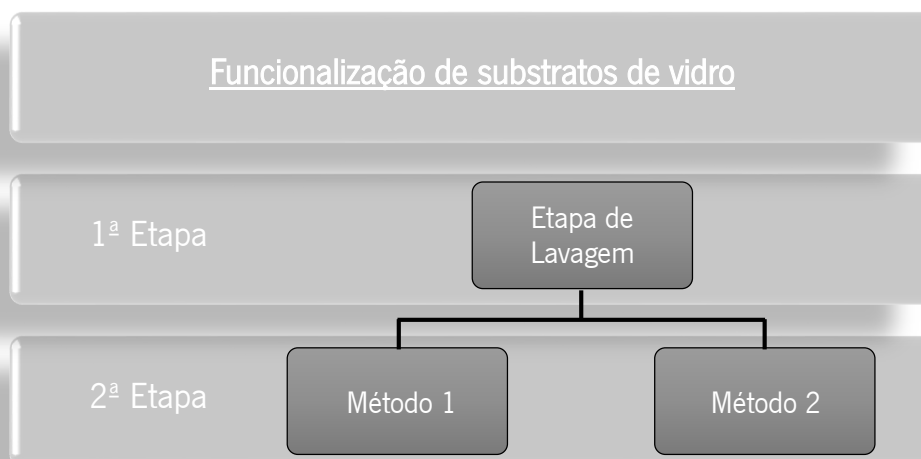 Funcionalização de substratos de vidro
1ª Etapa
Etapa de
Lavagem
2ª Etapa
Método 1
Método 2